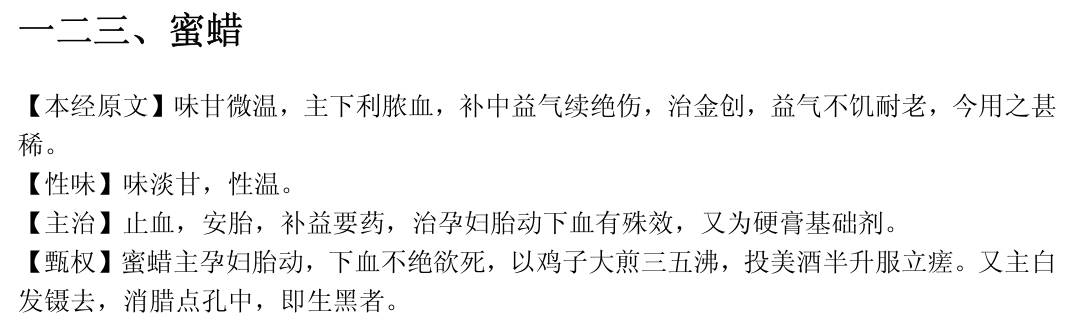 一二三、蜜蜡
【本经原文】味甘微温，主下利脓血，补中益气续绝伤，治金创，益气不饥耐老，今用之甚
稀。
【性味】味淡甘，性温。
【主治】止血，安胎，补益要药，治孕妇胎动下血有殊效，又为硬膏基础剂。
【甄权】蜜蜡主孕妇胎动，下血不绝欲死，以鸡子大煎三五沸，投美酒半升服立瘥。又主白
发镊去，消腊点孔中，即生黑者。